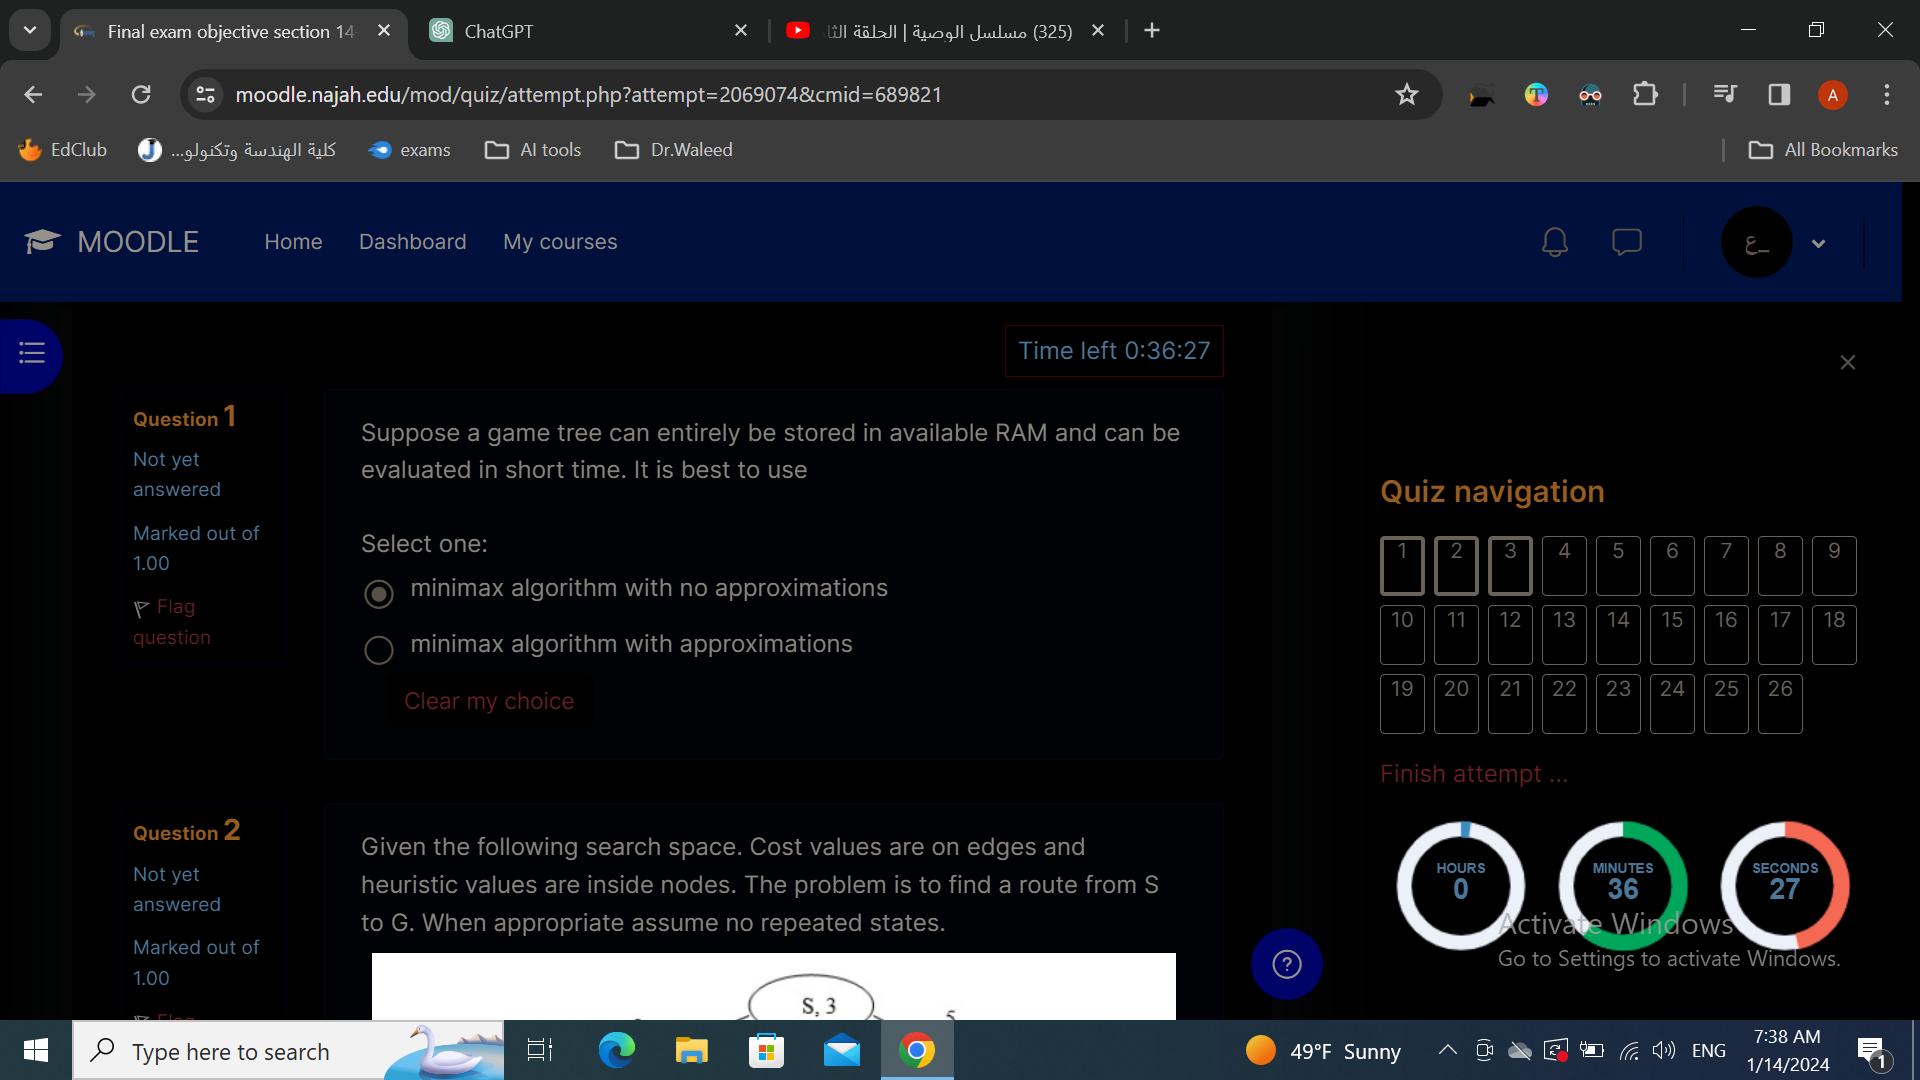 Final exam objective section 14
ChatGPT
(325) مسلسل الوصية | الحلقة الثا
moodle.najah.edu/mod/quiz/attempt.php?attempt=2069074&cmid=689821
A
EdClub
كلية الهندسة وتكنولو...
exams
AI tools
Dr.Waleed
All Bookmarks
MOODLE
Home
Dashboard
My courses
ع_
Time left 0:36:27
Question 1
Not yet
answered
Marked out of
1.00
Flag
question
Suppose a game tree can entirely be stored in available RAM and can be
evaluated in short time. It is best to use
Select one:
minimax algorithm with no approximations
minimax algorithm with approximations
Clear my choice
Quiz navigation
1 2 3 4 5 6 7 8 9
10 11 12 13 14 15 16 17 18
19 20 21 22 23 24 25 26
Finish attempt ...
HOURS
0
MINUTES
36
SECONDS
27
Question 2
Not yet
answered
Marked out of
1.00
Given the following search space. Cost values are on edges and
heuristic values are inside nodes. The problem is to find a route from S
to G. When appropriate assume no repeated states.
S, 3
5
Activate Windows
Go to Settings to activate Windows.
Type here to search
49°F Sunny
ENG
7:38 AM
1/14/2024
1